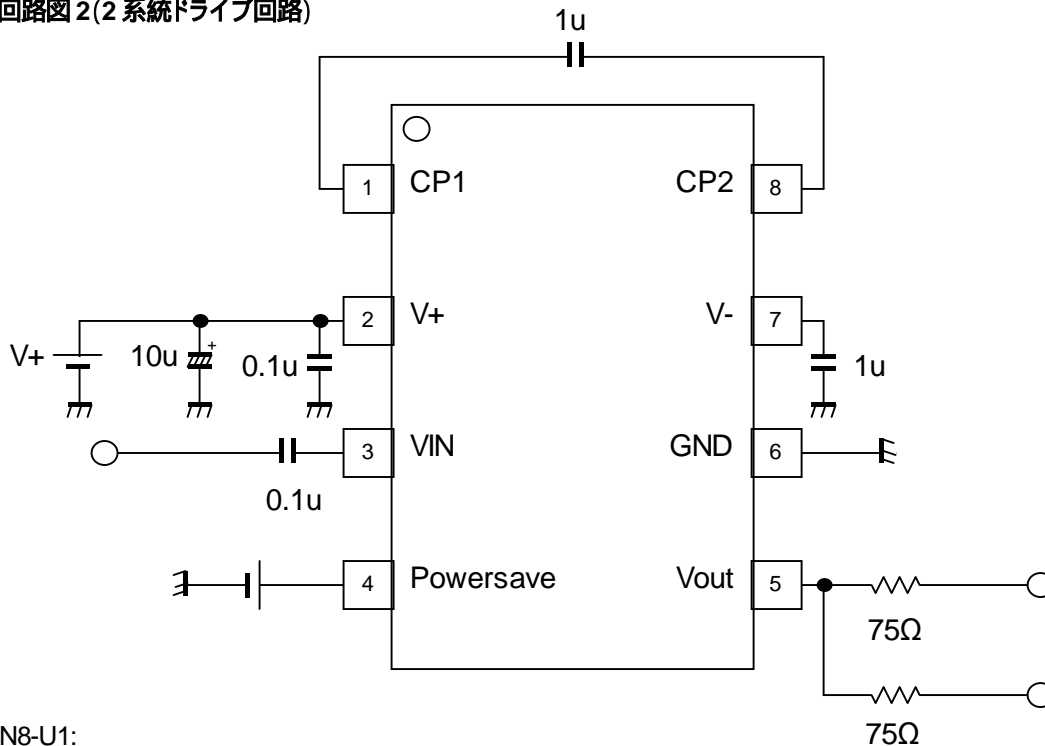 回路図 2(2 系統ドライブ回路)
1u
1
CP1
CP2
8
V+
10u
+
0.1u
2
V+
V-
7
1u
0.1u
3
VIN
GND
6
4
Powersave
Vout
5
75Ω
75Ω
N8-U1: